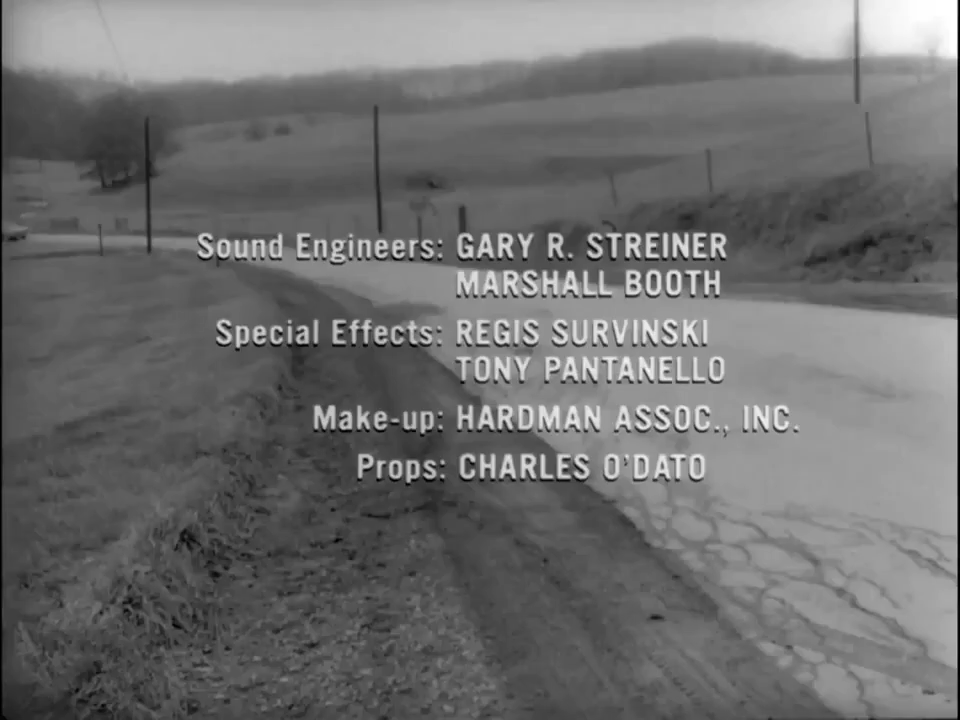 Sound Engineers: GARY R. STREINER
MARSHALL BOOTH
Special Effects: REGIS SURVINSKI
TONY PANTANELLO
Make-up: HARDMAN ASSOC., INC.
Props: CHARLES O'DATO